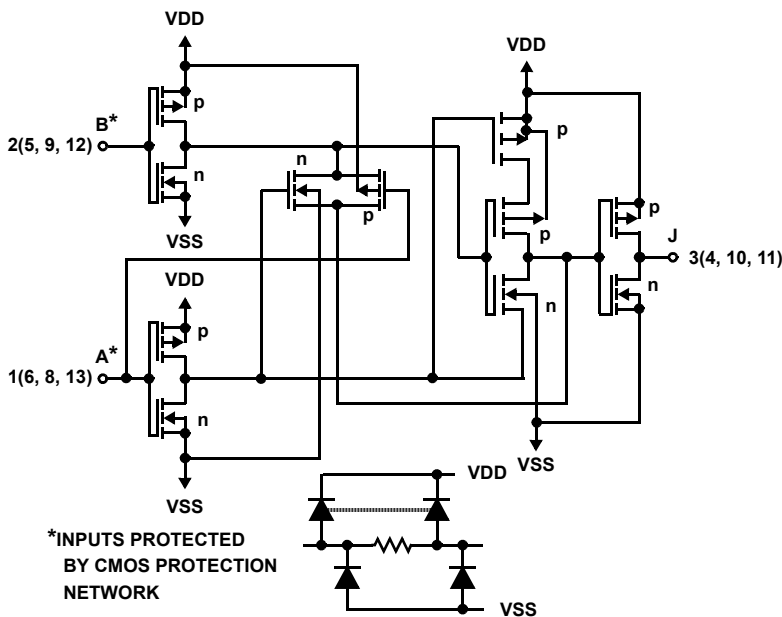 VDD
VDD
B*
p
2(5, 9, 12)
n
VSS
n
p
p
p
n
p
J
3(4, 10, 11)
n
VDD
p
A*
1(6, 8, 13)
n
VSS
VSS
VDD
*INPUTS PROTECTED
BY CMOS PROTECTION
NETWORK
VSS